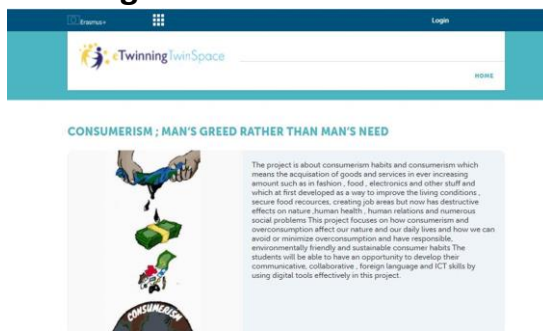 Erasmus+
Login
eTwinning TwinSpace
HOME
CONSUMERISM ; MAN'S GREED RATHER THAN MAN'S NEED
The project is about consumerism habits and consumerism which
means the acquisation of goods and services in ever increasing
amount such as in fashion , food , electronics and other stuff and
which at first developed as a way to improve the living conditions ,
secure food recources, creating job areas but now has destructive
effects on nature ,human health , human relations and numerous
social problems This project focuses on how consumerism and
overconsumption affect our nature and our daily lives and how we can
avoid or minimize overconsumption and have responsible,
environmentally friendly and sustainable consumer habits The
students will be able to have an opportunity to develop their
communicative, collaborative , foreign language and ICT skills by
using digital tools effectively in this project.
CONSUMERISM